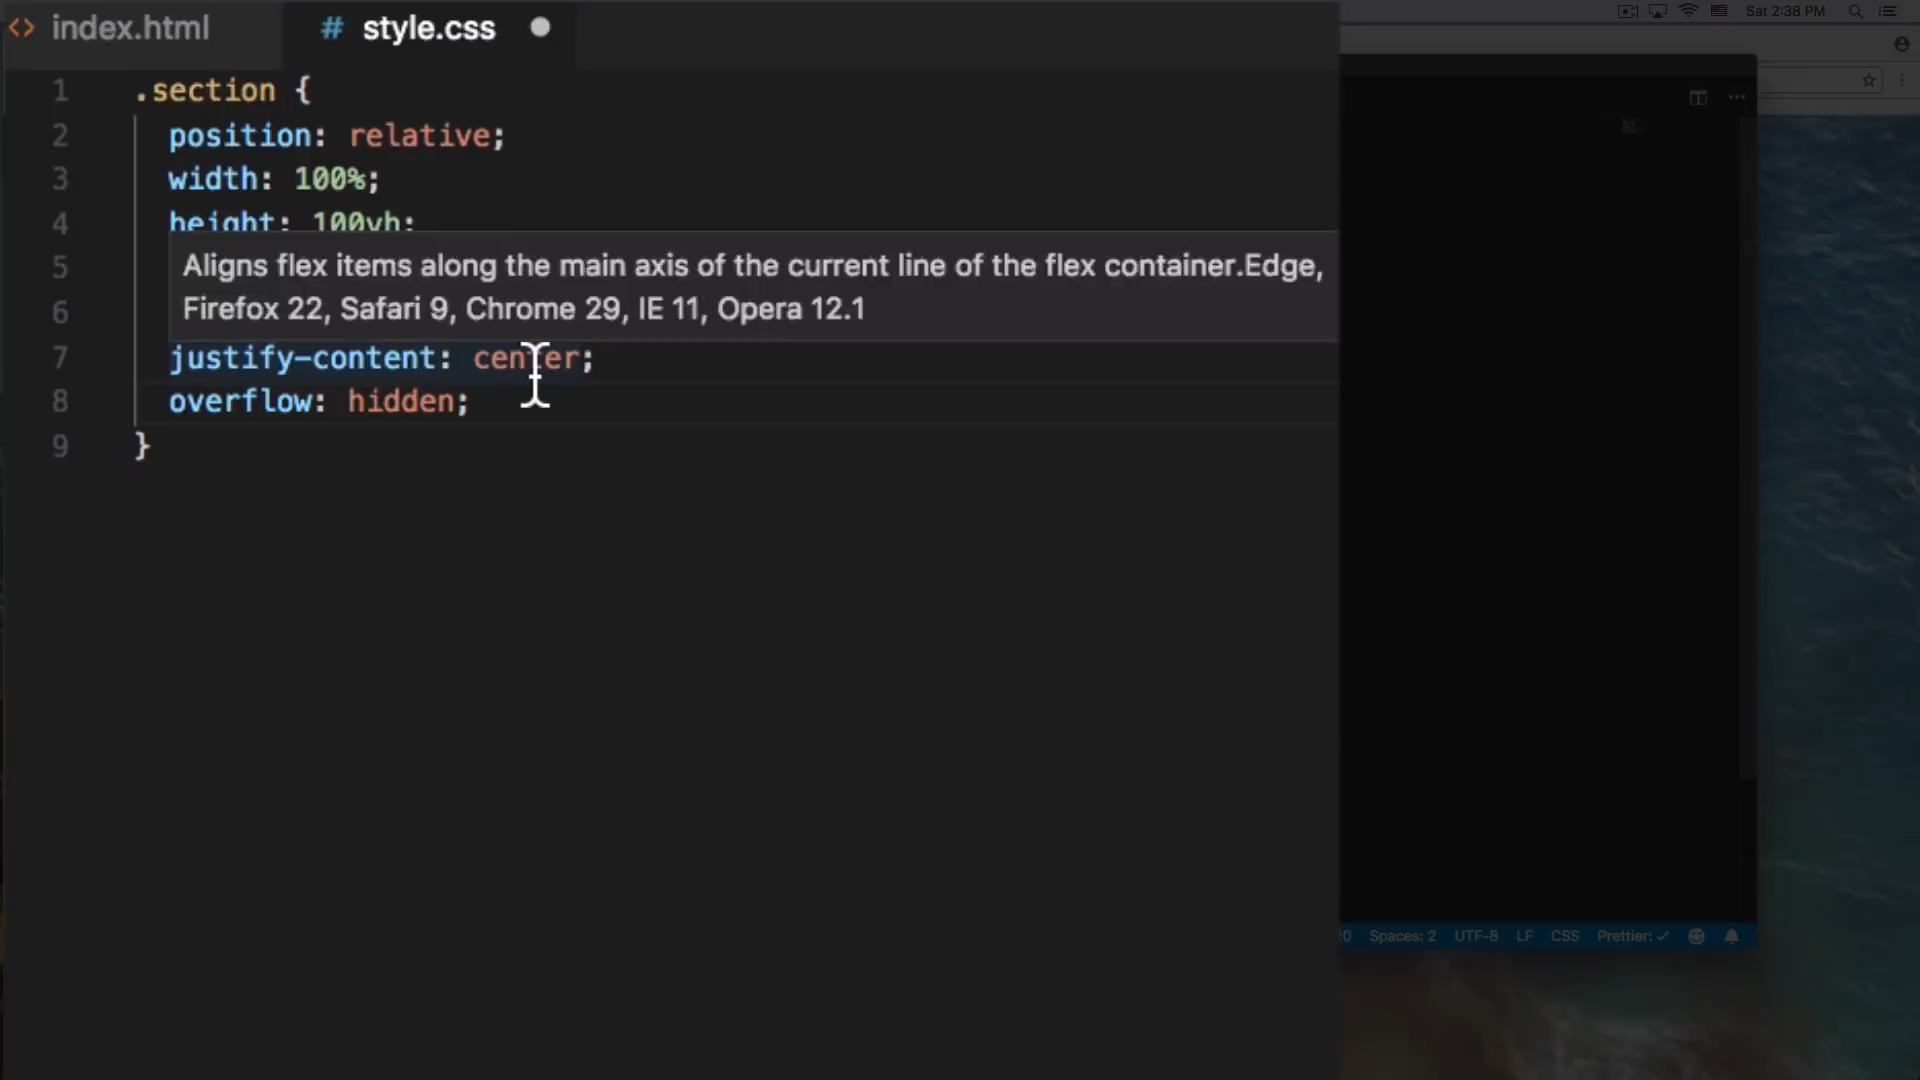 index.html
# style.css
Sat 2:38 PM
1 .section {
2 position: relative;
3 width: 100%;
4 height: 100vh;
5
Aligns flex items along the main axis of the current line of the flex container.Edge,
6
Firefox 22, Safari 9, Chrome 29, IE 11, Opera 12.1
7 justify-content: center;
8 overflow: hidden;
9 }
20 Spaces: 2 UTF-8 LF CSS Prettier: ✓